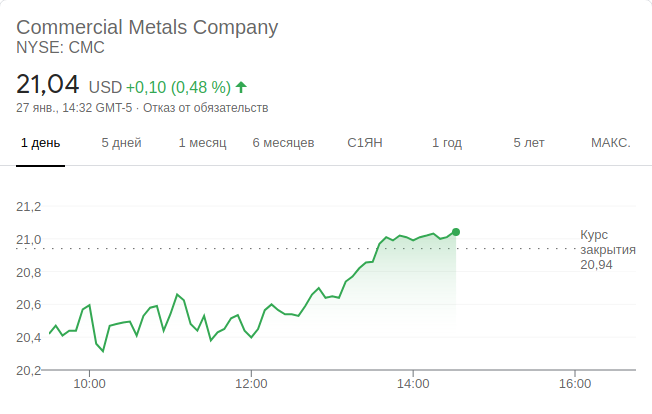 Commercial Metals Company
NYSE: CMC
21,04 USD +0,10 (0,48 %)
27 янв., 14:32 GMT-5 · Отказ от обязательств
1 день 5 дней 1 месяц 6 месяцев С1ЯН 1 год 5 лет МАКС.
21,2
21,0
20,8
20,6
20,4
20,2
Курс
закрытия
20,94
10:00 12:00 14:00 16:00